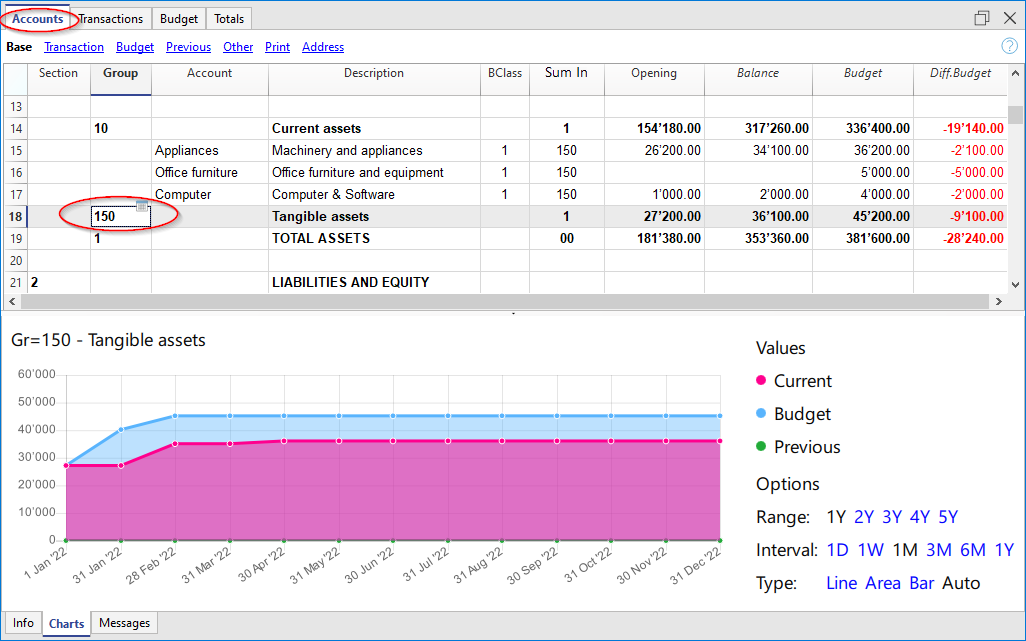 Accounts Transactions Budget Totals
Base Transaction Budget Previous Other Print Address ?
Section Group Account Description BClass Sum In Opening Balance Budget Diff.Budget
13
14 10 Current assets 1 154'180.00 317'260.00 336'400.00 -19'140.00
15 Appliances Machinery and appliances 1 150 26'200.00 34'100.00 36'200.00 -2'100.00
16 Office furniture Office furniture and equipment 1 150 5'000.00 -5'000.00
17 Computer Computer & Software 1 150 1'000.00 2'000.00 4'000.00 -2'000.00
18 150 Tangible assets 1 27'200.00 36'100.00 45'200.00 -9'100.00
19 1 TOTAL ASSETS 00 181'380.00 353'360.00 381'600.00 -28'240.00
20
21 2 LIABILITIES AND EQUITY
Gr=150 - Tangible assets
60'000
50'000
40'000
30'000
20'000
10'000
0
1 Jan '22 31 Jan '22 28 Feb '22 31 Mar '22 30 Apr '22 31 May '22 30 Jun '22 31 Jul '22 31 Aug '22 30 Sep '22 31 Oct '22 30 Nov '22 31 Dec '22
Values
Current
Budget
Previous
Options
Range: 1Y 2Y 3Y 4Y 5Y
Interval: 1D 1W 1M 3M 6M 1Y
Type: Line Area Bar Auto
Info Charts Messages